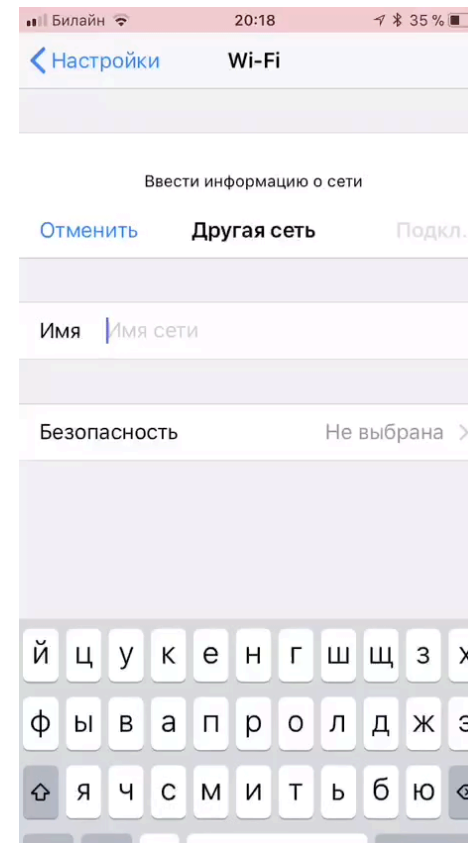 Билайн 20:18 35 %
Настройки Wi-Fi
Ввести информацию о сети
Отменить Другая сеть Подкл.
Имя Имя сети
Безопасность Не выбрана
й ц у к е н г ш щ з х
ф ы в а п р о л д ж э
я ч с м и т ь б ю